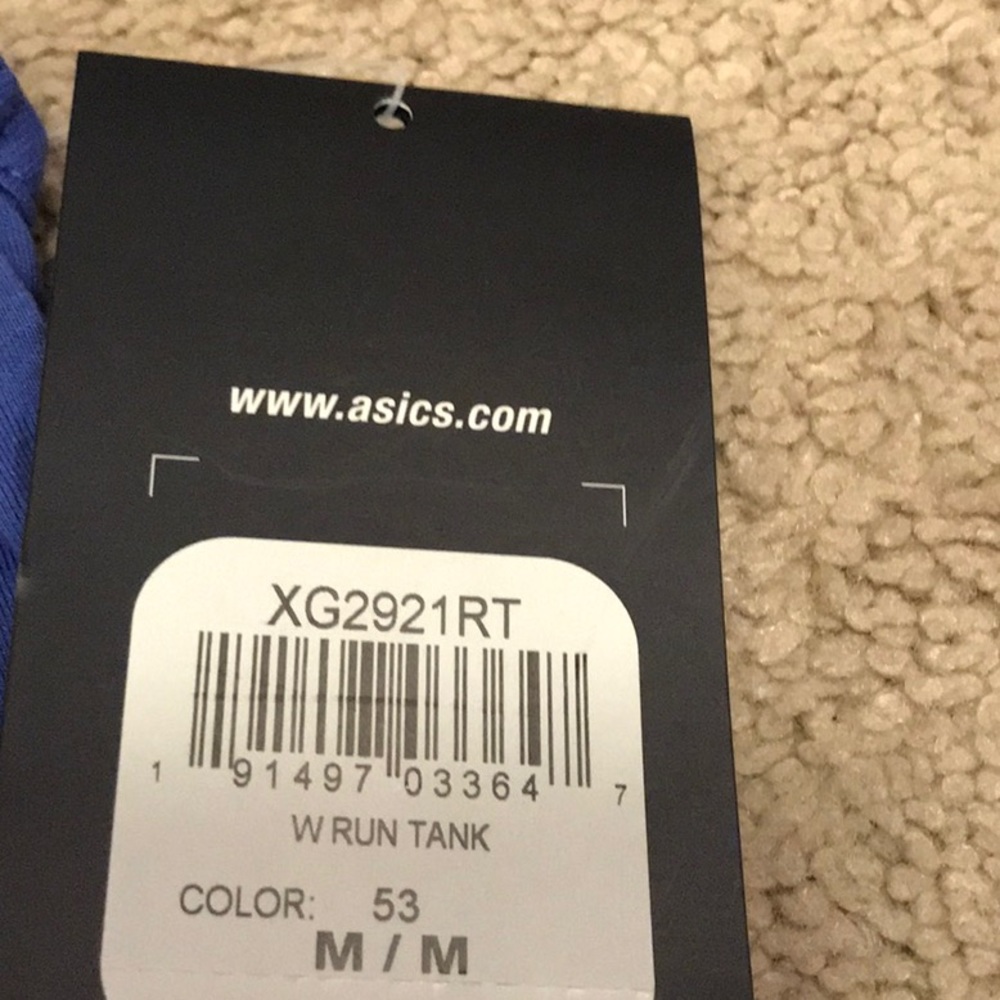 www.asics.com
XG2921RT
1 91497 03364 7
W RUN TANK
COLOR: 53
M / M